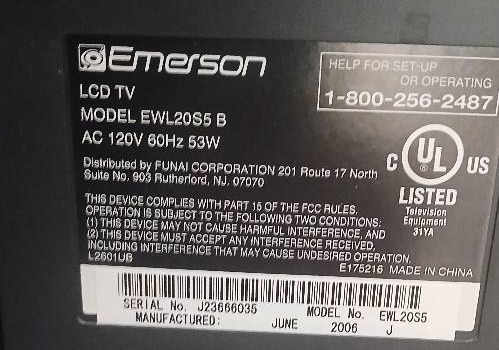 Emerson
LCD TV
MODEL EWL20S5 B
AC 120V 60Hz 53W
HELP FOR SET-UP
OR OPERATING
1-800-256-2487
Distributed by FUNAI CORPORATION 201 Route 17 North
Suite No. 903 Rutherford, NJ. 07070
C UL US
LISTED
Television
Equipment
31YA
THIS DEVICE COMPLIES WITH PART 15 OF THE FCC RULES.
OPERATION IS SUBJECT TO THE FOLLOWING TWO CONDITIONS:
(1) THIS DEVICE MAY NOT CAUSE HARMFUL INTERFERENCE, AND
(2) THIS DEVICE MUST ACCEPT ANY INTERFERENCE RECEIVED,
INCLUDING INTERFERENCE THAT MAY CAUSE UNDESIRED OPERATION.
L2601UB
E175216 MADE IN CHINA
SERIAL No. J23666035 MODEL No. EWL20S5
MANUFACTURED: JUNE 2006 J